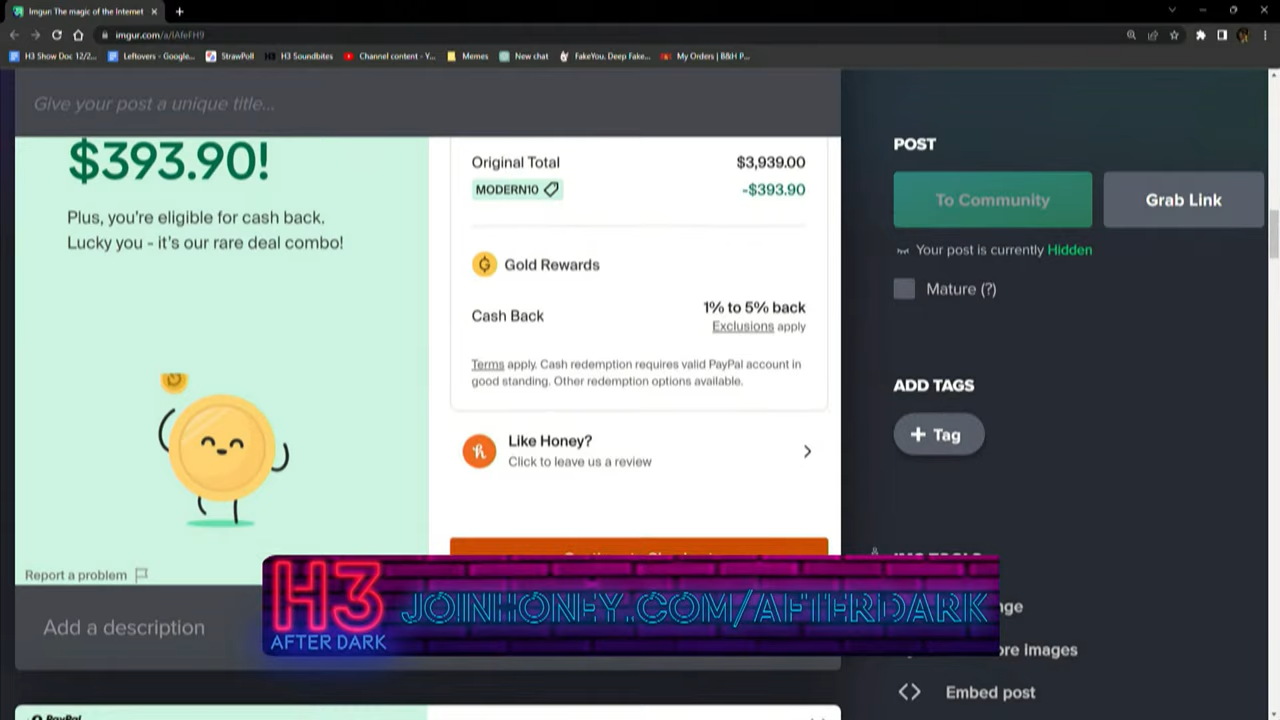 Imgur: The magic of the Internet
imgur.com/a/lAfeFH9
H3 Show Doc 12/2...
Leftovers - Google...
StrawPoll
H3 Soundbites
Channel content - Y...
Memes
New chat
FakeYou. Deep Fake...
My Orders | B&H P...
Give your post a unique title...
$393.90!
Plus, you're eligible for cash back.
Lucky you - it's our rare deal combo!
Report a problem
Original Total
$3,939.00
MODERN10
-$393.90
Gold Rewards
Cash Back
1% to 5% back
Exclusions apply
Terms apply. Cash redemption requires valid PayPal account in
good standing. Other redemption options available.
Like Honey?
Click to leave us a review
Add a description
H3
AFTER DARK
JOINHONEY.COM/AFTERDARK
PayPal
POST
To Community
Grab Link
Your post is currently Hidden
Mature (?)
ADD TAGS
+ Tag
Embed post